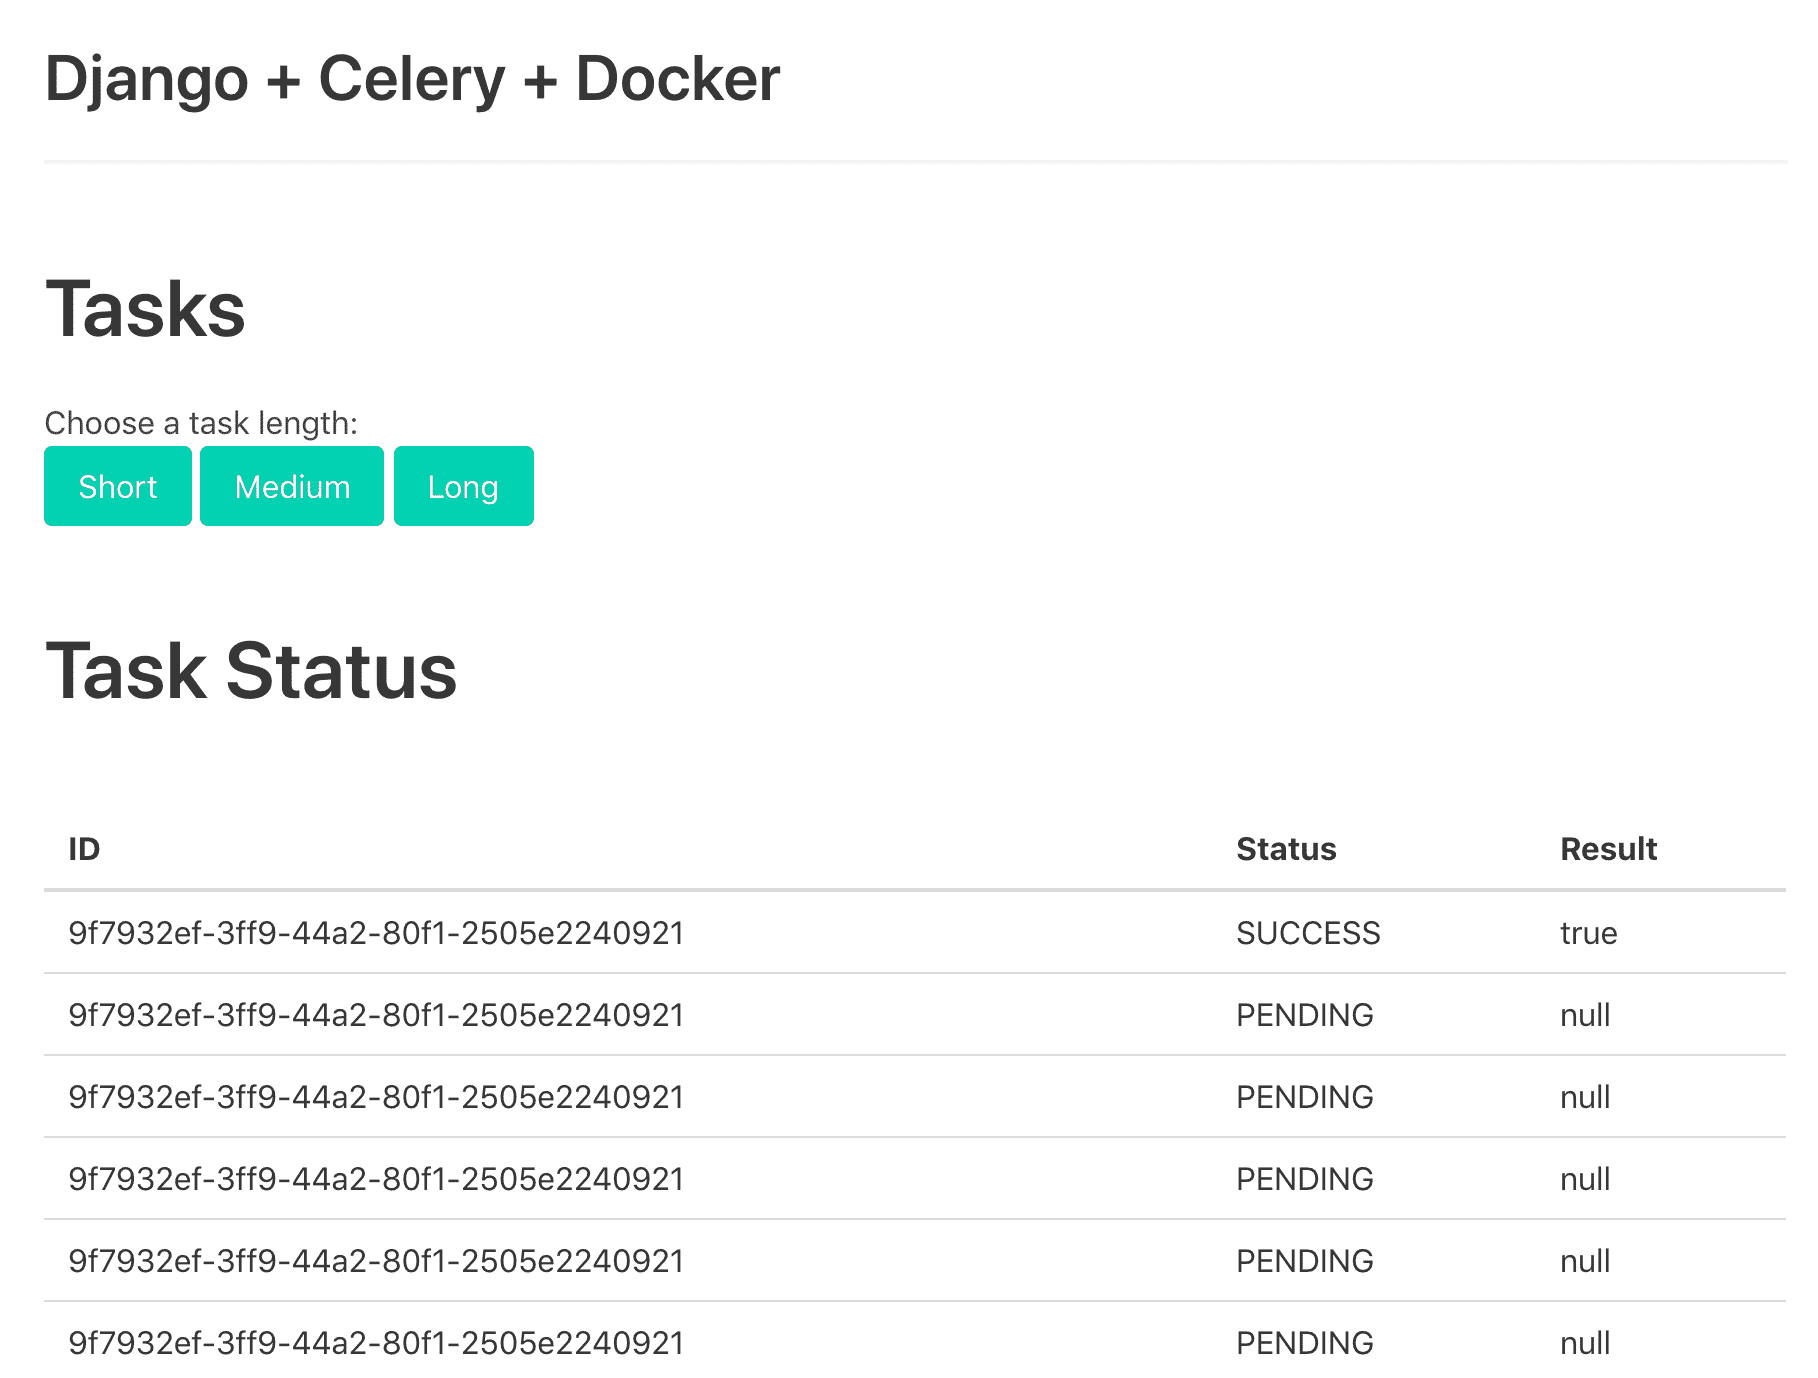 Django + Celery + Docker
Tasks
Choose a task length:
Short Medium Long
Task Status
ID Status Result
9f7932ef-3ff9-44a2-80f1-2505e2240921 SUCCESS true
9f7932ef-3ff9-44a2-80f1-2505e2240921 PENDING null
9f7932ef-3ff9-44a2-80f1-2505e2240921 PENDING null
9f7932ef-3ff9-44a2-80f1-2505e2240921 PENDING null
9f7932ef-3ff9-44a2-80f1-2505e2240921 PENDING null
9f7932ef-3ff9-44a2-80f1-2505e2240921 PENDING null